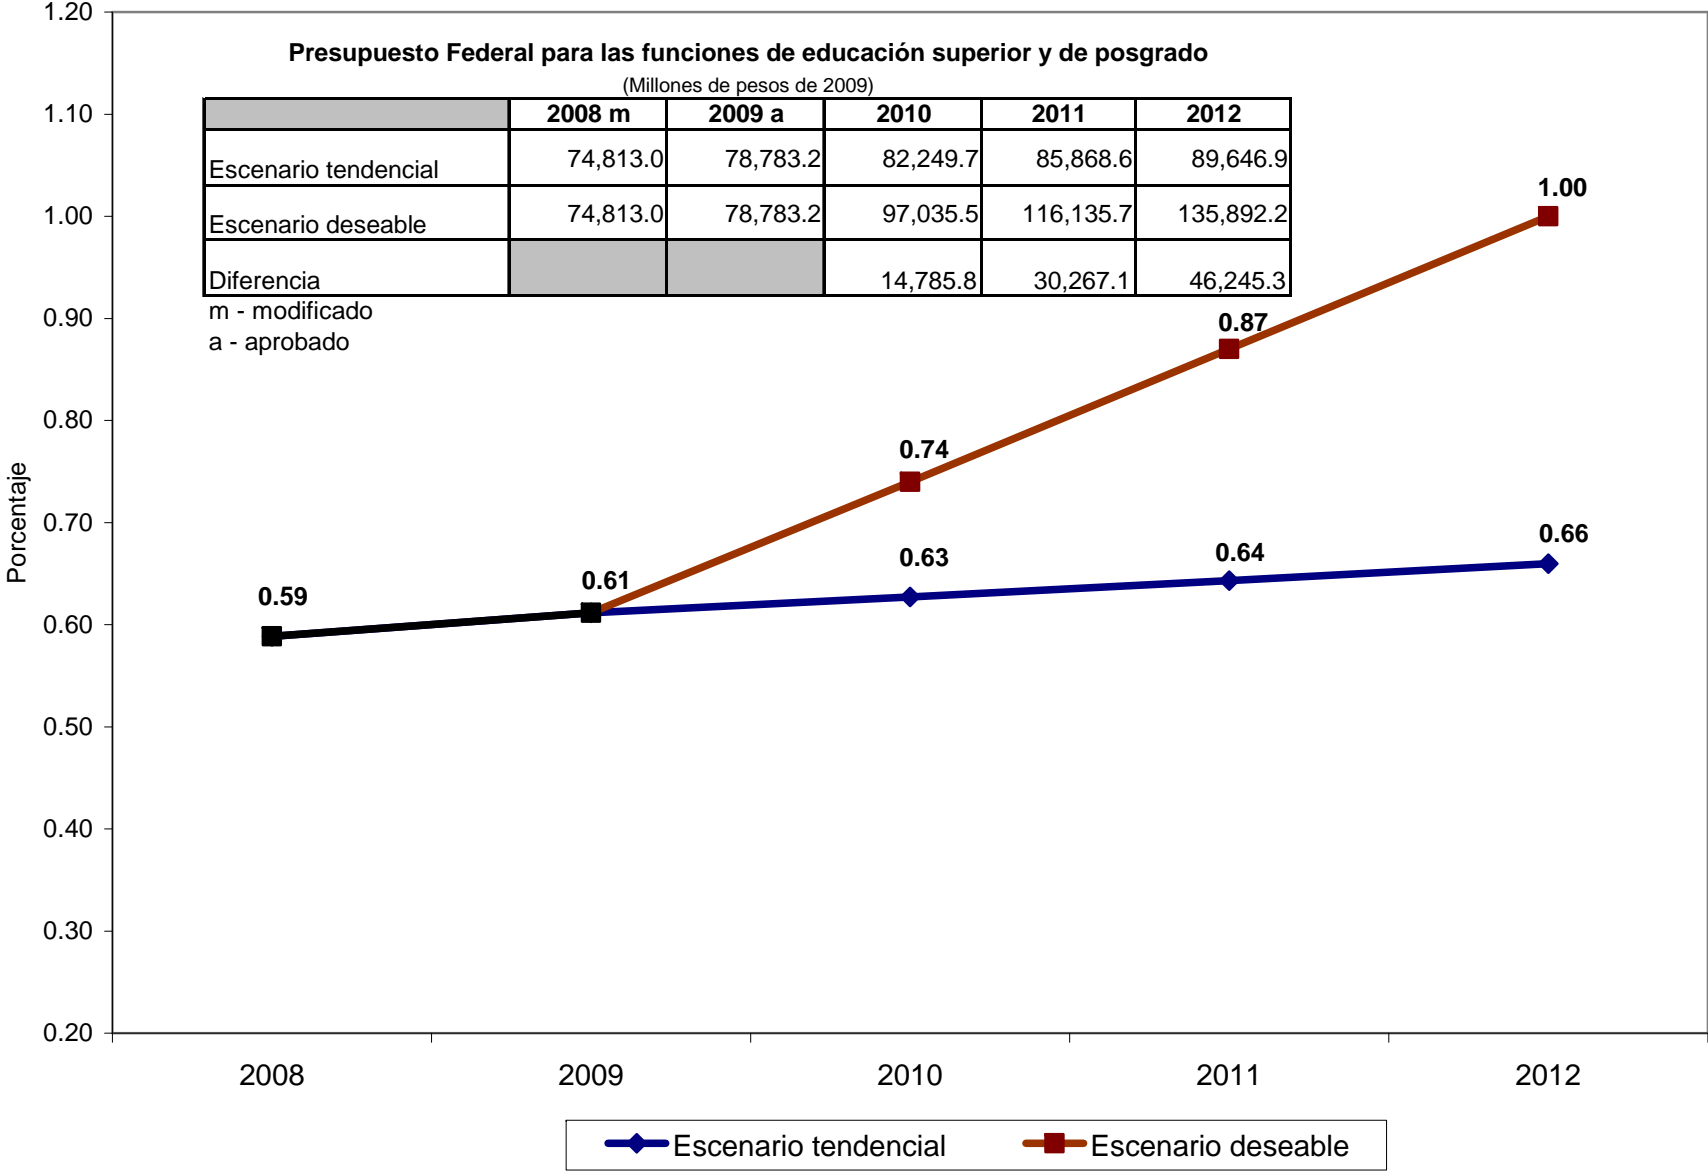 1.20
Presupuesto Federal para las funciones de educación superior y de posgrado
(Millones de pesos de 2009)
1.10
2008 m 2009 a 2010 2011 2012
Escenario tendencial 74,813.0 78,783.2 82,249.7 85,868.6 89,646.9
1.00
Escenario deseable 74,813.0 78,783.2 97,035.5 116,135.7 135,892.2
1.00
Diferencia 14,785.8 30,267.1 46,245.3
m - modificado
0.90
0.87
a - aprobado
0.80
0.74
Porcentaje
0.70
0.63
0.64
0.66
0.59
0.61
0.60
0.50
0.40
0.30
0.20
2008 2009 2010 2011 2012
Escenario tendencial Escenario deseable